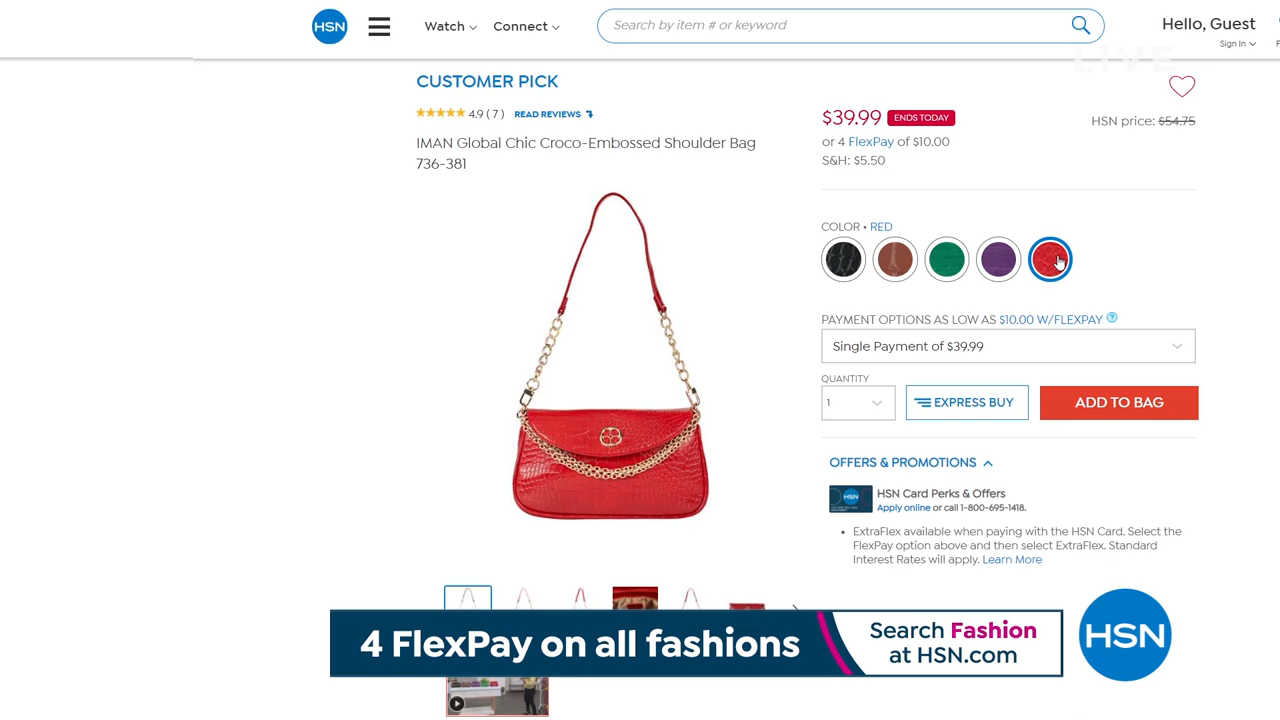 HSN
Watch
Connect
Search by item # or keyword
Hello, Guest
Sign In
LIVE
CUSTOMER PICK
4.9 ( 7 ) READ REVIEWS
IMAN Global Chic Croco-Embossed Shoulder Bag
736-381
$39.99 ENDS TODAY
HSN price: $54.75
or 4 FlexPay of $10.00
S&H: $5.50
COLOR • RED
PAYMENT OPTIONS AS LOW AS $10.00 W/FLEXPAY ?
Single Payment of $39.99
QUANTITY
1
EXPRESS BUY
ADD TO BAG
OFFERS & PROMOTIONS
HSN
HSN Card Perks & Offers
Apply online or call 1-800-695-1418.
• ExtraFlex available when paying with the HSN Card. Select the
FlexPay option above and then select ExtraFlex. Standard
Interest Rates will apply. Learn More
4 FlexPay on all fashions
Search Fashion
at HSN.com
HSN